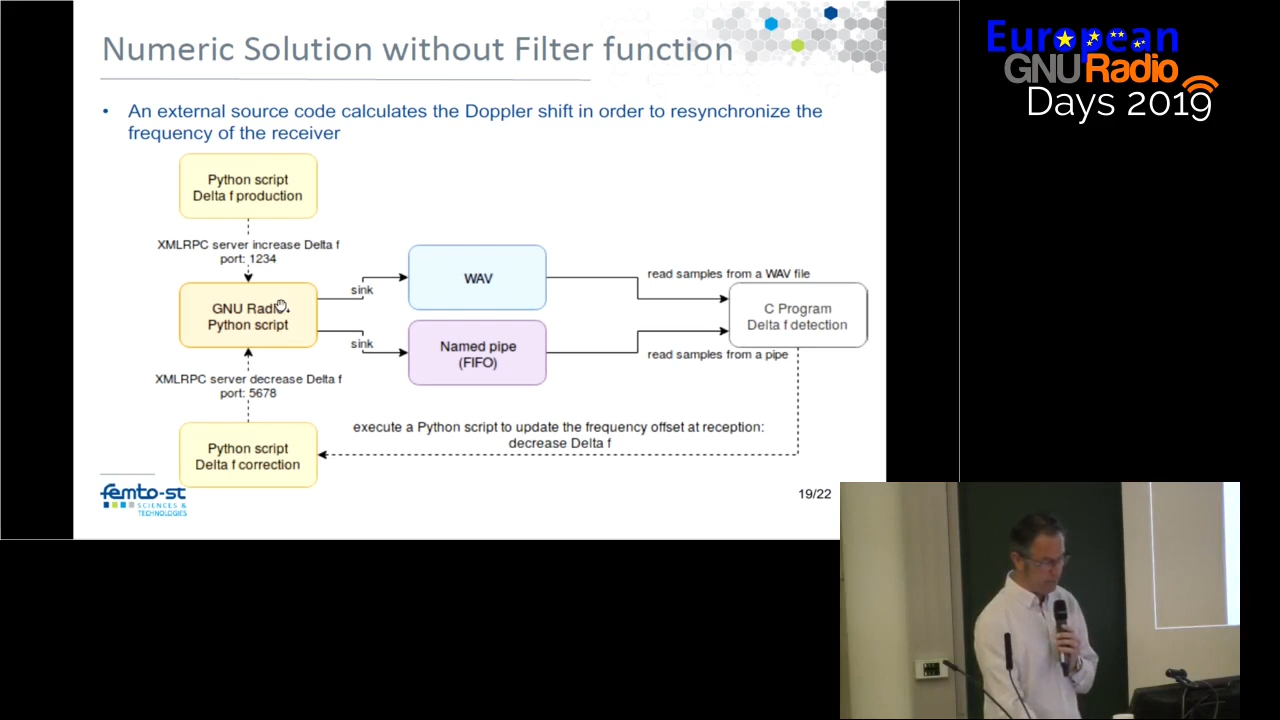 Numeric Solution without Filter function
• An external source code calculates the Doppler shift in order to resynchronize the
frequency of the receiver
Python script
Delta f production
XMLRPC server increase Delta f
port: 1234
GNU Radio
Python script
sink
sink
WAV
Named pipe
(FIFO)
read samples from a WAV file
read samples from a pipe
C Program
Delta f detection
XMLRPC server decrease Delta f
port: 5678
execute a Python script to update the frequency offset at reception:
decrease Delta f
Python script
Delta f correction
femto-st
SCIENCES &
TECHNOLOGIES
19/22
European
GNURadio
Days 2019